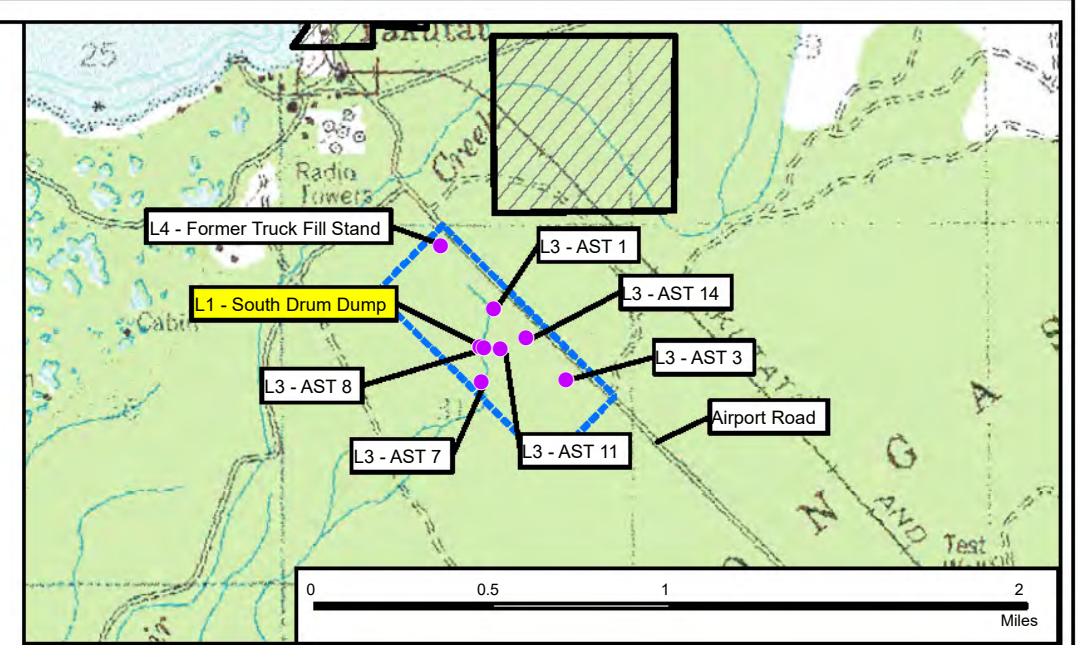 Yakutat
25
Creek
Radio
Towers
L4 - Former Truck Fill Stand
L3 - AST 1
L3 - AST 14
L1 - South Drum Dump
Cabin
L3 - AST 3
L3 - AST 8
31
Airport Road
L3 - AST 7
L3 - AST 11
A
S
G
N
AND
Test
0
0.5
1
2
Miles